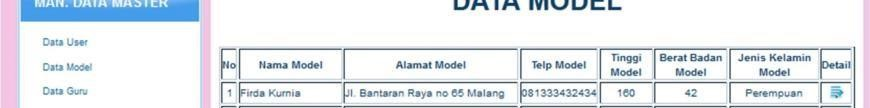 MAN. DATA MASTER
DATA MODEL
Data User
Data Model
Data Guru
No Nama Model Alamat Model Telp Model Tinggi Model Berat Badan Model Jenis Kelamin Model Detail
1 Firda Kurnia Jl. Bantaran Raya no 65 Malang 081333432434 160 42 Perempuan